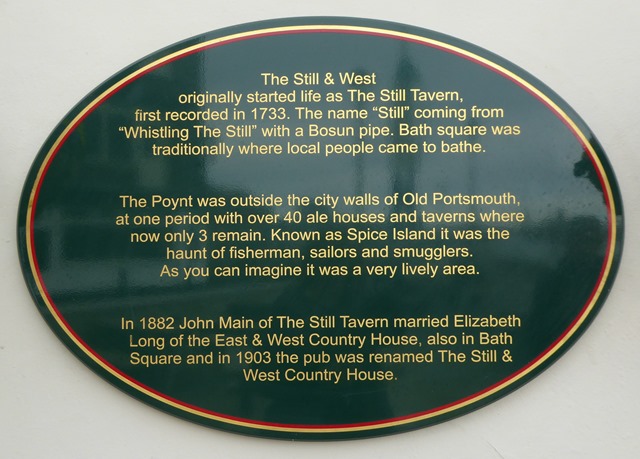 The Still & West
originally started life as The Still Tavern,
first recorded in 1733. The name “Still” coming from
“Whistling The Still” with a Bosun pipe. Bath square was
traditionally where local people came to bathe.
The Poynt was outside the city walls of Old Portsmouth,
at one period with over 40 ale houses and taverns where
now only 3 remain. Known as Spice Island it was the
haunt of fisherman, sailors and smugglers.
As you can imagine it was a very lively area.
In 1882 John Main of The Still Tavern married Elizabeth
Long of the East & West Country House, also in Bath
Square and in 1903 the pub was renamed The Still &
West Country House.